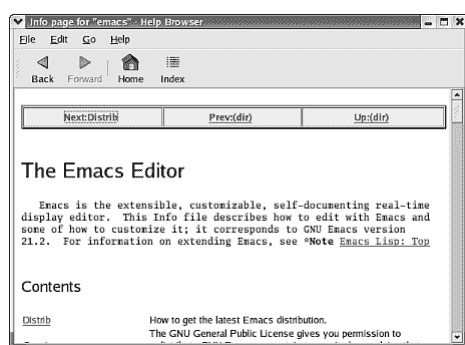 Info page for "emacs" - Help Browser
File Edit Go Help
Back Forward Home Index
Next:Distrib Prev:(dir) Up:(dir)
The Emacs Editor
Emacs is the extensible, customizable, self-documenting real-time
display editor. This Info file describes how to edit with Emacs and
some of how to customize it; it corresponds to GNU Emacs version
21.2. For information on extending Emacs, see *Note Emacs Lisp: Top
Contents
Distrib How to get the latest Emacs distribution.
The GNU General Public License gives you permission to